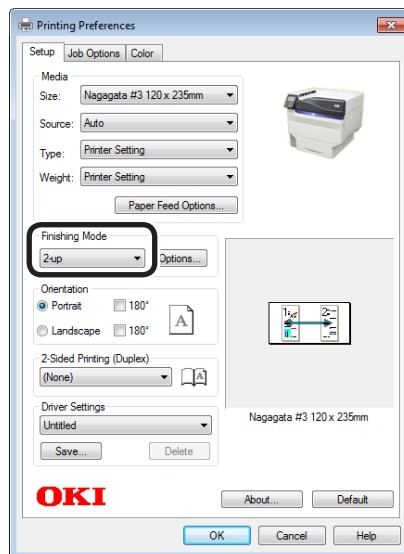 Printing Preferences
Setup Job Options Color
Media
Size: Nagagata #3 120 x 235mm
Source: Auto
Type: Printer Setting
Weight: Printer Setting
Paper Feed Options...
Finishing Mode
2-up Options...
Orientation
Portrait 180°
Landscape 180°
A
1 2
2-Sided Printing (Duplex)
(None) A
Nagagata #3 120 x 235mm
Driver Settings
Untitled
Save... Delete
OKI
About... Default
OK Cancel Help